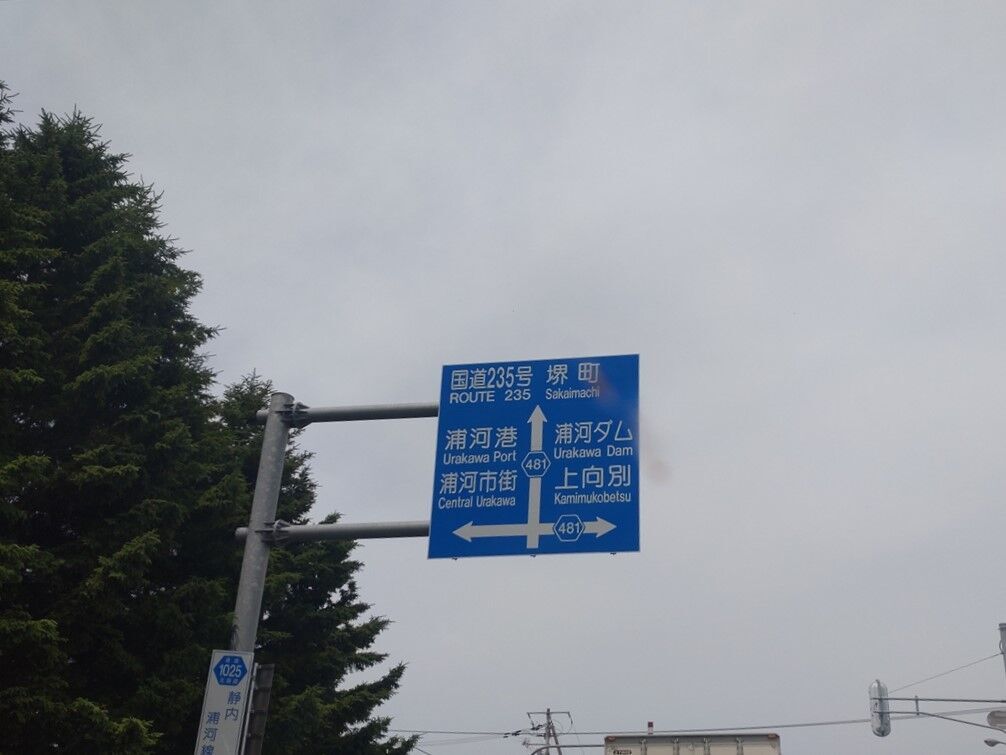 国道235号 堺町
ROUTE 235 Sakaimachi
浦河港 浦河ダム
Urakawa Port Urakawa Dam
481
浦河市街 上向別
Central Urakawa Kamimukobetsu
481
1025
静内
浦河線